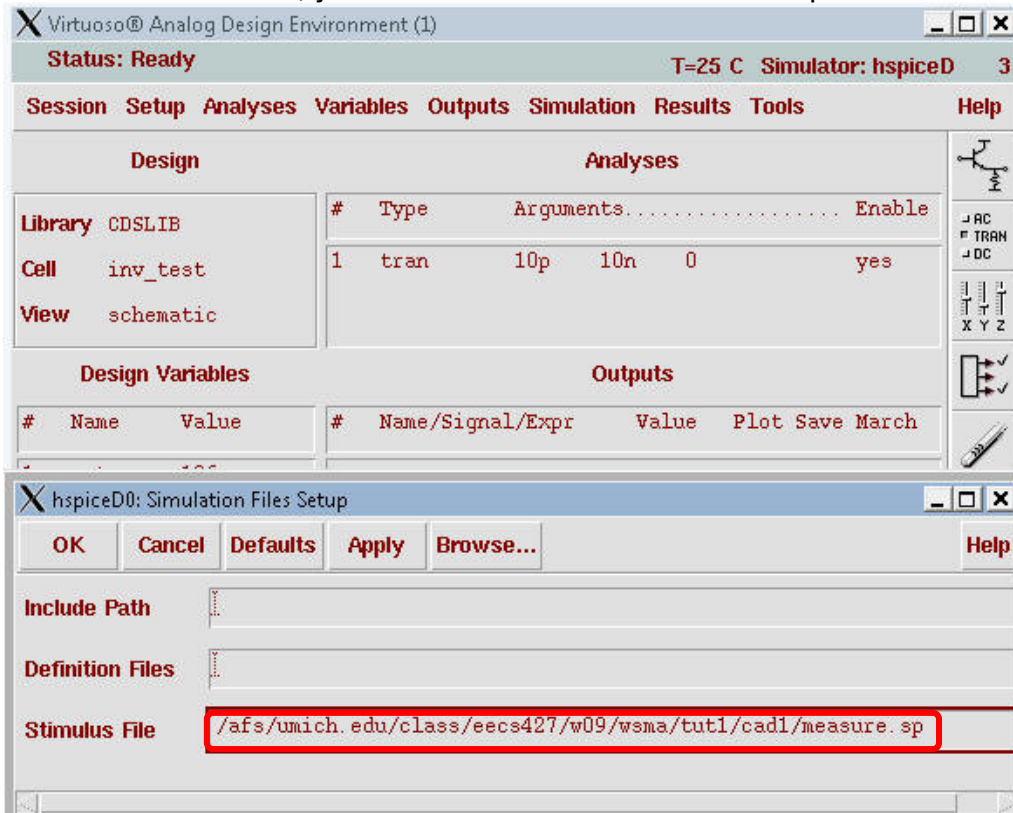 Virtuoso® Analog Design Environment (1)
Status: Ready T=25 C Simulator: hspiceD 3
Session Setup Analyses Variables Outputs Simulation Results Tools Help
Design Analyses
# Type Arguments................... Enable
Library CDSLIB
1 tran 10p 10n 0 yes
Cell inv_test
View schematic
AC
TRAN
DC
X Y Z
Design Variables Outputs
# Name Value # Name/Signal/Expr Value Plot Save March
hspiceD0: Simulation Files Setup
OK Cancel Defaults Apply Browse... Help
Include Path
Definition Files
Stimulus File /afs/umich.edu/class/eecs427/w09/wsma/tut1/cad1/measure.sp